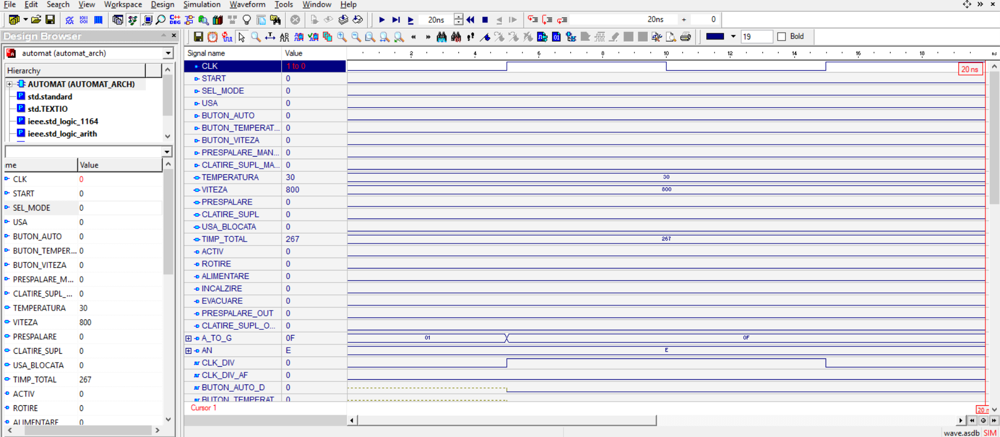 File Edit Search View Workspace Design Simulation Waveform Tools Window Help
20ns 20ns + 0
Design Browser
automat (automat_arch)
Hierarchy
AUTOMAT (AUTOMAT_ARCH)
std.standard
std.TEXTIO
ieee.std_logic_1164
ieee.std_logic_arith
me Value
CLK 0
START 0
SEL_MODE 0
USA 0
BUTON_AUTO 0
BUTON_TEMPER... 0
BUTON_VITEZA 0
PRESPALARE_M... 0
CLATIRE_SUPL_... 0
TEMPERATURA 30
VITEZA 800
PRESPALARE 0
CLATIRE_SUPL 0
USA_BLOCATA 0
TIMP_TOTAL 267
ACTIV 0
ROTIRE 0
ALIMENTARE 0
19 Bold
Signal name Value 2 4 6 8 10 12 14 16 18 ns
CLK 1 to 0 20 ns
START 0
SEL_MODE 0
USA 0
BUTON_AUTO 0
BUTON_TEMPERAT... 0
BUTON_VITEZA 0
PRESPALARE_MAN... 0
CLATIRE_SUPL_MA... 0
TEMPERATURA 30 30
VITEZA 800 800
PRESPALARE 0
CLATIRE_SUPL 0
USA_BLOCATA 0
TIMP_TOTAL 267 267
ACTIV 0
ROTIRE 0
ALIMENTARE 0
INCALZIRE 0
EVACUARE 0
PRESPALARE_OUT 0
CLATIRE_SUPL_O... 0
A_TO_G 0F 01 0F
AN E E
CLK_DIV 0
CLK_DIV_AF 0
BUTON_AUTO_D 0
BUTON_TEMPERAT 0
Cursor 1 20 n
wave.asdb SIM